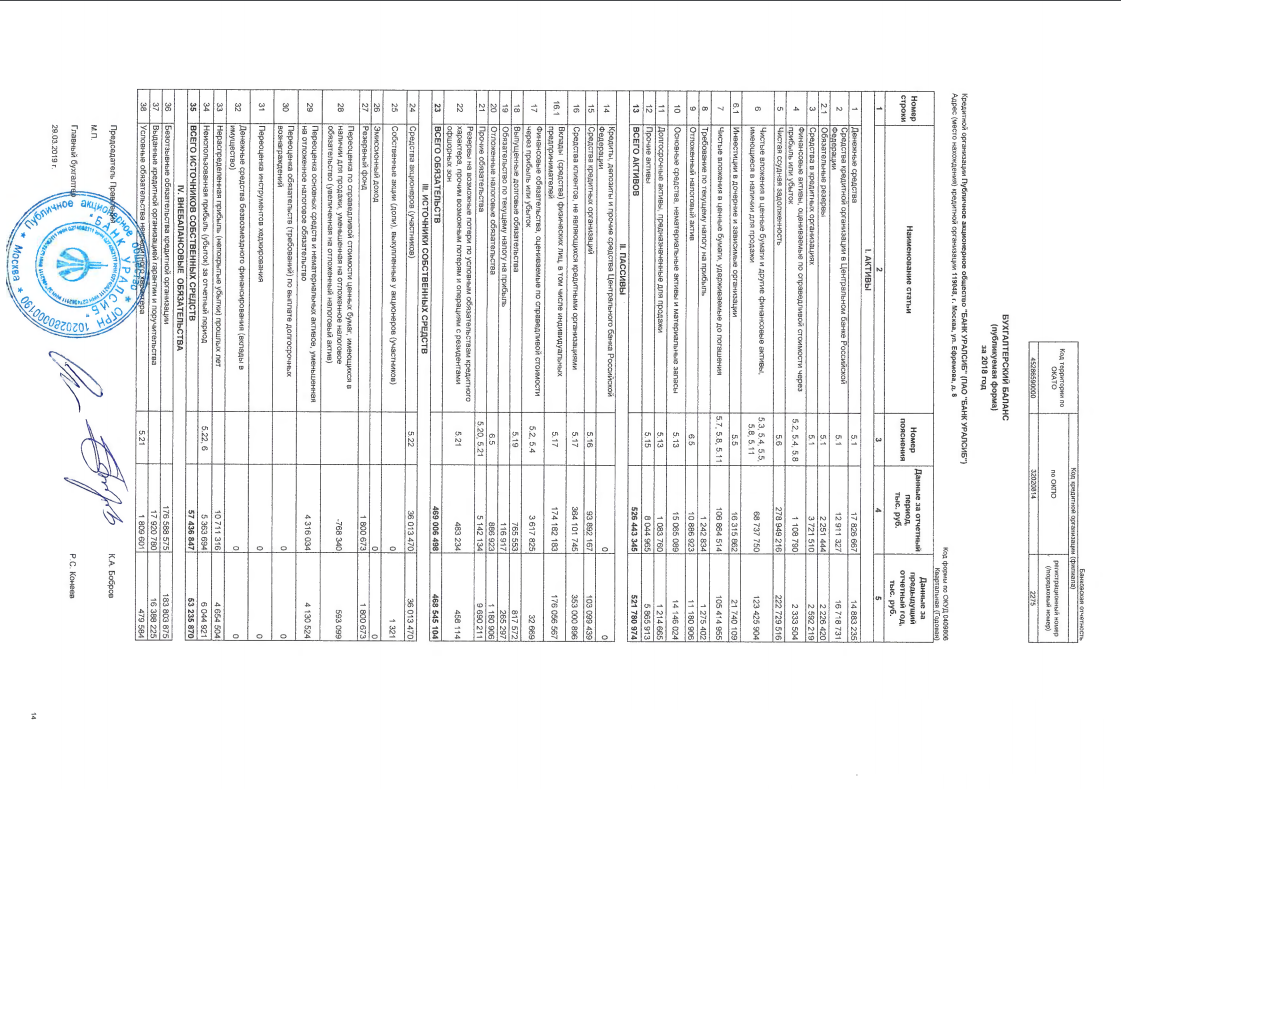 Банковская отчетность
Код территории по ОКАТО
Код кредитной организации (филиала)
по ОКПО
регистрационный номер (/порядковый номер)
45286590000 32020814 2275
БУХГАЛТЕРСКИЙ БАЛАНС
(публикуемая форма)
за 2018 год
Кредитной организации Публичное акционерное общество "БАНК УРАЛСИБ" (ПАО "БАНК УРАЛСИБ")
Адрес (место нахождения) кредитной организации 119048, г. Москва, ул. Ефремова, д. 8
Код формы по ОКУД 0409806
Квартальная (Годовая)
Номер строки Наименование статьи Номер пояснения Данные за отчетный период, тыс. руб. Данные за предыдущий отчетный год, тыс. руб.
1 2 3 4 5
I. АКТИВЫ
1 Денежные средства 5.1 17 826 667 14 883 235
2 Средства кредитной организации в Центральном банке Российской Федерации 5.1 12 911 327 16 718 731
2.1 Обязательные резервы 5.1 2 251 444 2 226 420
3 Средства в кредитных организациях 5.1 3 721 510 2 592 219
4 Финансовые активы, оцениваемые по справедливой стоимости через прибыль или убыток 5.2, 5.4, 5.8 1 108 790 2 333 504
5 Чистая ссудная задолженность 5.6 278 949 216 222 729 516
6 Чистые вложения в ценные бумаги и другие финансовые активы, имеющиеся в наличии для продажи 5.3, 5.4, 5.5, 5.8, 5.11 68 737 750 123 425 904
6.1 Инвестиции в дочерние и зависимые организации 5.5 16 315 862 21 740 109
7 Чистые вложения в ценные бумаги, удерживаемые до погашения 5.7, 5.8, 5.11 106 864 514 105 414 955
8 Требование по текущему налогу на прибыль 1 242 834 1 275 402
9 Отложенный налоговый актив 6.5 10 886 923 11 180 906
10 Основные средства, нематериальные активы и материальные запасы 5.13 15 065 089 14 146 024
11 Долгосрочные активы, предназначенные для продажи 5.13 1 083 760 1 214 665
12 Прочие активы 5.15 8 044 965 5 865 913
13 ВСЕГО АКТИВОВ 526 443 345 521 780 974
II. ПАССИВЫ
14 Кредиты, депозиты и прочие средства Центрального банка Российской Федерации 0 0
15 Средства кредитных организаций 5.16 93 892 167 103 099 439
16 Средства клиентов, не являющихся кредитными организациями 5.17 364 101 745 353 000 896
16.1 Вклады (средства) физических лиц, в том числе индивидуальных предпринимателей 5.17 174 182 183 176 056 567
17 Финансовые обязательства, оцениваемые по справедливой стоимости через прибыль или убыток 5.2, 5.4 3 617 825 32 669
18 Выпущенные долговые обязательства 5.19 765 553 817 572
19 Обязательство по текущему налогу на прибыль 116 917 265 297
20 Отложенные налоговые обязательства 6.5 886 923 1 180 906
21 Прочие обязательства 5.20, 5.21 5 142 134 9 690 211
22 Резервы на возможные потери по условным обязательствам кредитного характера, прочим возможным потерям и операциям с резидентами офшорных зон 5.21 483 234 458 114
23 ВСЕГО ОБЯЗАТЕЛЬСТВ 469 006 498 468 545 104
III. ИСТОЧНИКИ СОБСТВЕННЫХ СРЕДСТВ
24 Средства акционеров (участников) 5.22 36 013 470 36 013 470
25 Собственные акции (доли), выкупленные у акционеров (участников) 0 1 321
26 Эмиссионный доход 0 0
27 Резервный фонд 1 800 673 1 800 673
28 Переоценка по справедливой стоимости ценных бумаг, имеющихся в наличии для продажи, уменьшенная на отложенное налоговое обязательство (увеличенная на отложенный налоговый актив) -768 340 593 099
29 Переоценка основных средств и нематериальных активов, уменьшенная на отложенное налоговое обязательство 4 316 034 4 130 524
30 Переоценка обязательств (требований) по выплате долгосрочных вознаграждений 0 0
31 Переоценка инструментов хеджирования 0 0
32 Денежные средства безвозмездного финансирования (вклады в имущество) 0 0
33 Нераспределенная прибыль (непокрытые убытки) прошлых лет 10 711 316 4 654 504
34 Неиспользованная прибыль (убыток) за отчетный период 5.22, 6 5 363 694 6 044 921
35 ВСЕГО ИСТОЧНИКОВ СОБСТВЕННЫХ СРЕДСТВ 57 436 847 53 235 870
IV. ВНЕБАЛАНСОВЫЕ ОБЯЗАТЕЛЬСТВА
36 Безотзывные обязательства кредитной организации 176 588 575 183 803 875
37 Выданные кредитной организацией гарантии и поручительства 17 920 780 16 398 225
38 Условные обязательства некредитного характера 5.21 1 809 601 479 584
Председатель Правления К.А. Бобров
М.П.
Главный бухгалтер Р.С. Конеев
29.03.2019 г.
* Публичное акционерное общество * ОГРН 1020280000190 * Москва
* БАНК УРАЛСИБ *
14